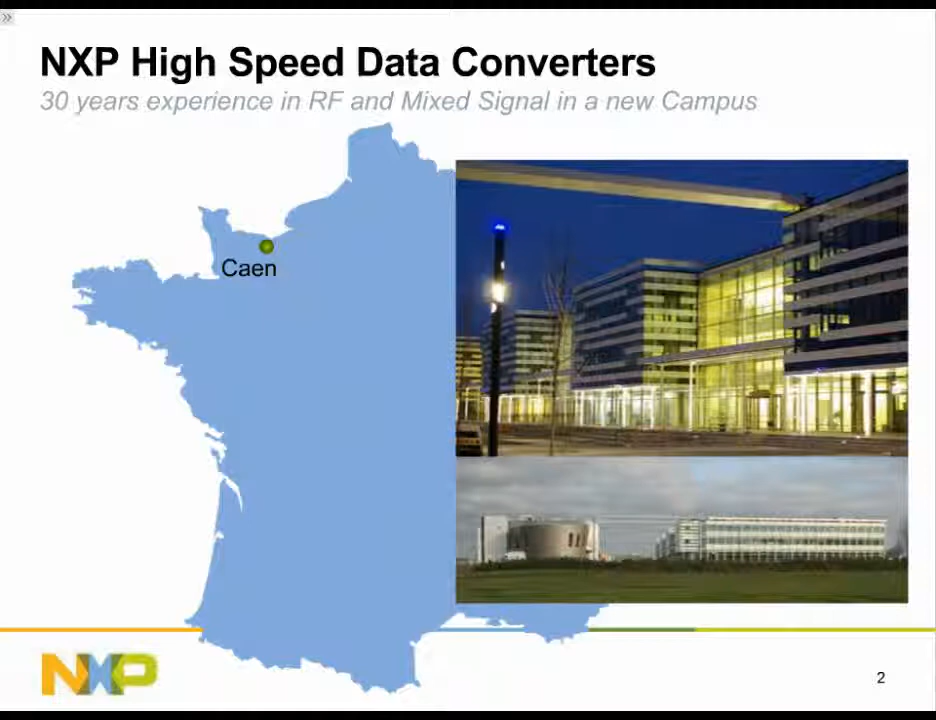 NXP High Speed Data Converters
30 years experience in RF and Mixed Signal in a new Campus
Caen
NXP
2